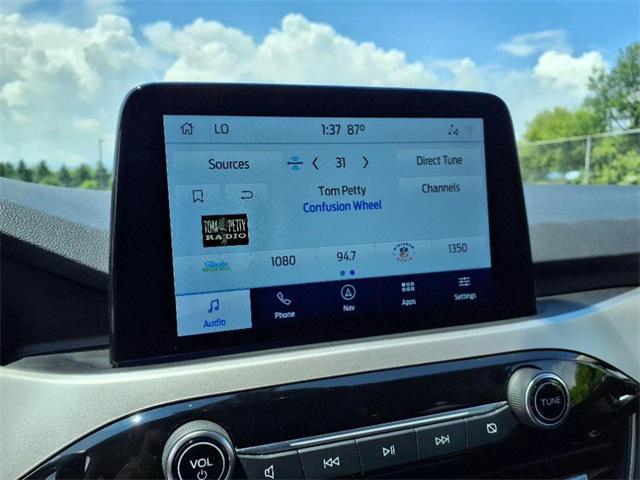 LO 1:37 87°
Sources 31 Direct Tune
Tom Petty Channels
Confusion Wheel
TOM PETTY
RADIO
1080 94.7 1350
Audio Phone Nav Apps Settings
VOL TUNE